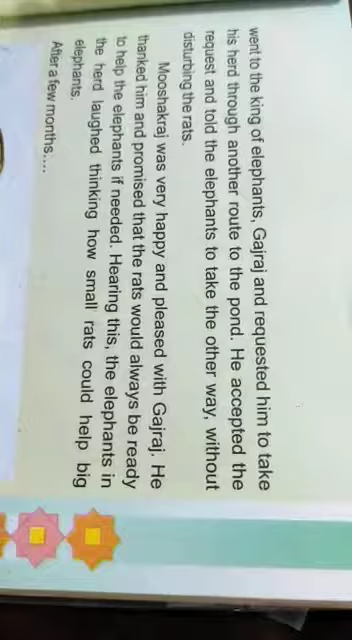 went to the king of elephants, Gajraj and requested him to take
his herd through another route to the pond. He accepted the
request and told the elephants to take the other way, without
disturbing the rats.
Mooshakraj was very happy and pleased with Gajraj. He
thanked him and promised that the rats would always be ready
to help the elephants if needed. Hearing this, the elephants in
the herd laughed thinking how small rats could help big
elephants.
After a few months....